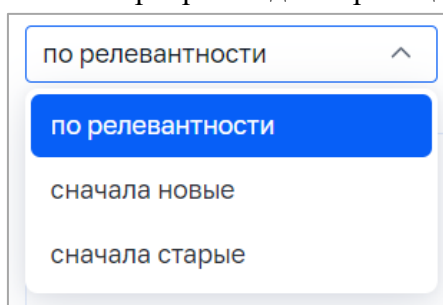 по релевантности
по релевантности
сначала новые
сначала старые